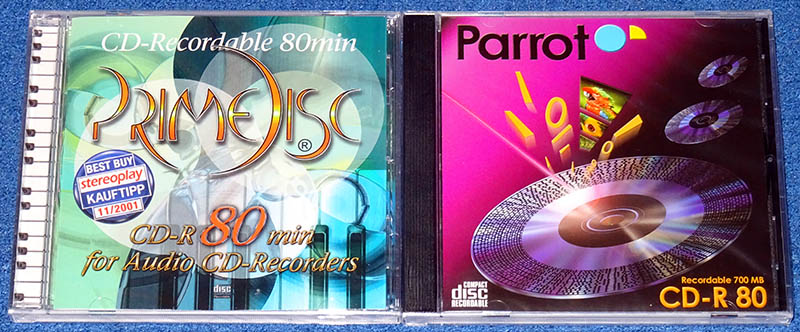 CD-Recordable 80min
PRIMEDISC
®
BEST BUY
stereoplay
KAUFTIPP
11/2001
CD-R 80 min
for Audio CD-Recorders
disc
Parrot
COMPACT
disc
RECORDABLE
Recordable 700 MB
CD-R 80